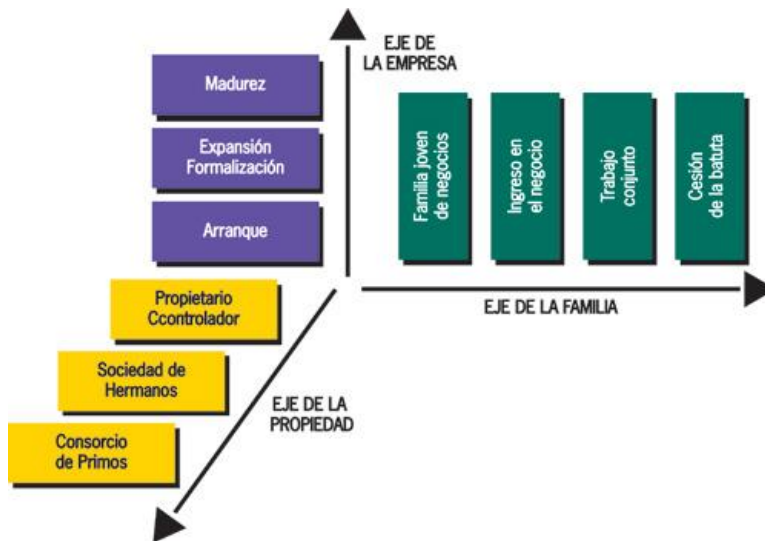 EJE DE
LA EMPRESA
Madurez
Expansión
Formalización
Arranque
Familia joven
de negocios
Ingreso en
el negocio
Trabajo
conjunto
Cesión
de la batuta
EJE DE LA FAMILIA
Propietario
Ccontrolador
Sociedad de
Hermanos
Consorcio
de Primos
EJE DE LA
PROPIEDAD